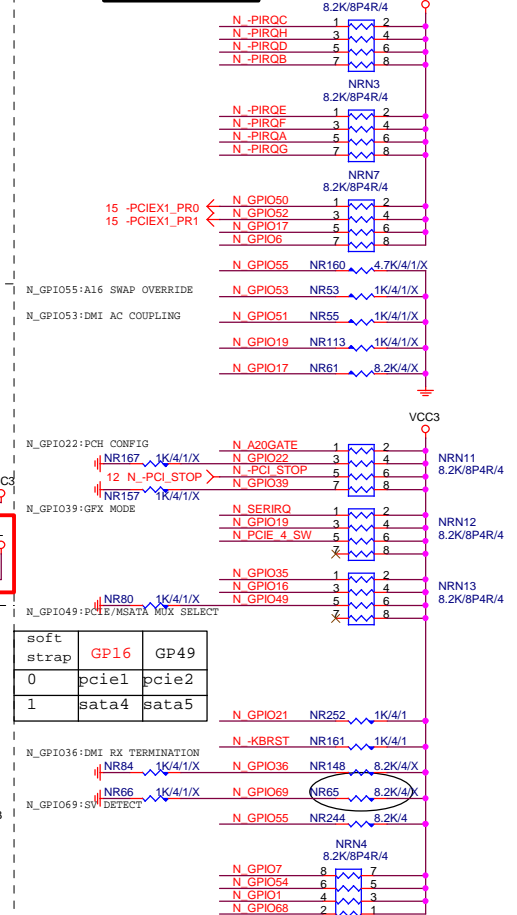 8.2K/8P4R/4
N_-PIRQC 1 2
N_-PIRQH 3 4
N_-PIRQD 5 6
N_-PIRQB 7 8
NRN3
8.2K/8P4R/4
N_-PIRQE 1 2
N_-PIRQF 3 4
N_-PIRQA 5 6
N_-PIRQG 7 8
NRN7
8.2K/8P4R/4
N_GPIO50 1 2
15 -PCIEX1_PR0
N_GPIO52 3 4
15 -PCIEX1_PR1
N_GPIO17 5 6
N_GPIO6 7 8
N_GPIO55 NR160 4.7K/4/1/X
N_GPIO55:A16 SWAP OVERRIDE
N_GPIO53 NR53 1K/4/1/X
N_GPIO53:DMI AC COUPLING
N_GPIO51 NR55 1K/4/1/X
N_GPIO19 NR113 1K/4/1/X
N_GPIO17 NR61 8.2K/4/X
VCC3
N_GPIO22:PCH CONFIG
N_A20GATE 1 2
NR167 1K/4/1/X N_GPIO22 3 4 NRN11
12 N_-PCI_STOP N_-PCI_STOP 5 6 8.2K/8P4R/4
N_GPIO39 7 8
NR157 1K/4/1/X
C3
N_GPIO39:GFX MODE
N_SERIRQ 1 2
N_GPIO19 3 4 NRN12
N_PCIE_4_SW 5 6 8.2K/8P4R/4
7 8
N_GPIO35 1 2
N_GPIO16 3 4 NRN13
NR80 1K/4/1/X N_GPIO49 5 6 8.2K/8P4R/4
N_GPIO49:PCIE/MSATA MUX SELECT 7 8
soft strap GP16 GP49
0 pcie1 pcie2
1 sata4 sata5
N_GPIO21 NR252 1K/4/1
N_-KBRST NR161 1K/4/1
N_GPIO36:DMI RX TERMINATION
NR84 1K/4/1/X N_GPIO36 NR148 8.2K/4/X
NR66 1K/4/1/X N_GPIO69 NR65 8.2K/4/X
N_GPIO69:SV DETECT
N_GPIO55 NR244 8.2K/4
NRN4
8.2K/8P4R/4
N_GPIO7 8 7
N_GPIO54 6 5
N_GPIO1 4 3
N_GPIO68 2 1